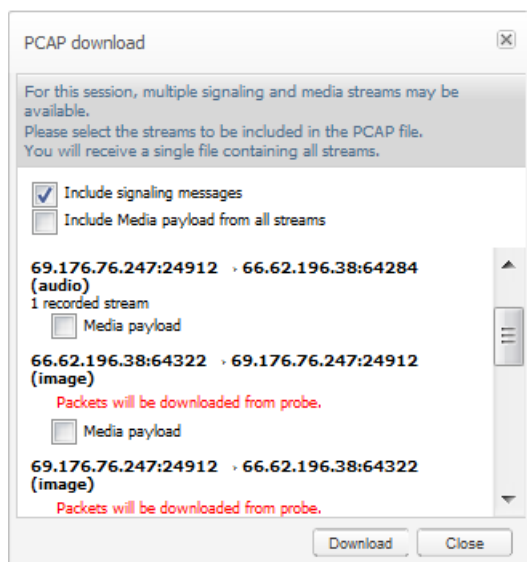 PCAP download
For this session, multiple signaling and media streams may be
available.
Please select the streams to be included in the PCAP file.
You will receive a single file containing all streams.
Include signaling messages
Include Media payload from all streams
69.176.76.247:24912 › 66.62.196.38:64284
(audio)
1 recorded stream
Media payload
66.62.196.38:64322 › 69.176.76.247:24912
(image)
Packets will be downloaded from probe.
Media payload
69.176.76.247:24912 › 66.62.196.38:64322
(image)
Packets will be downloaded from probe.
Download Close